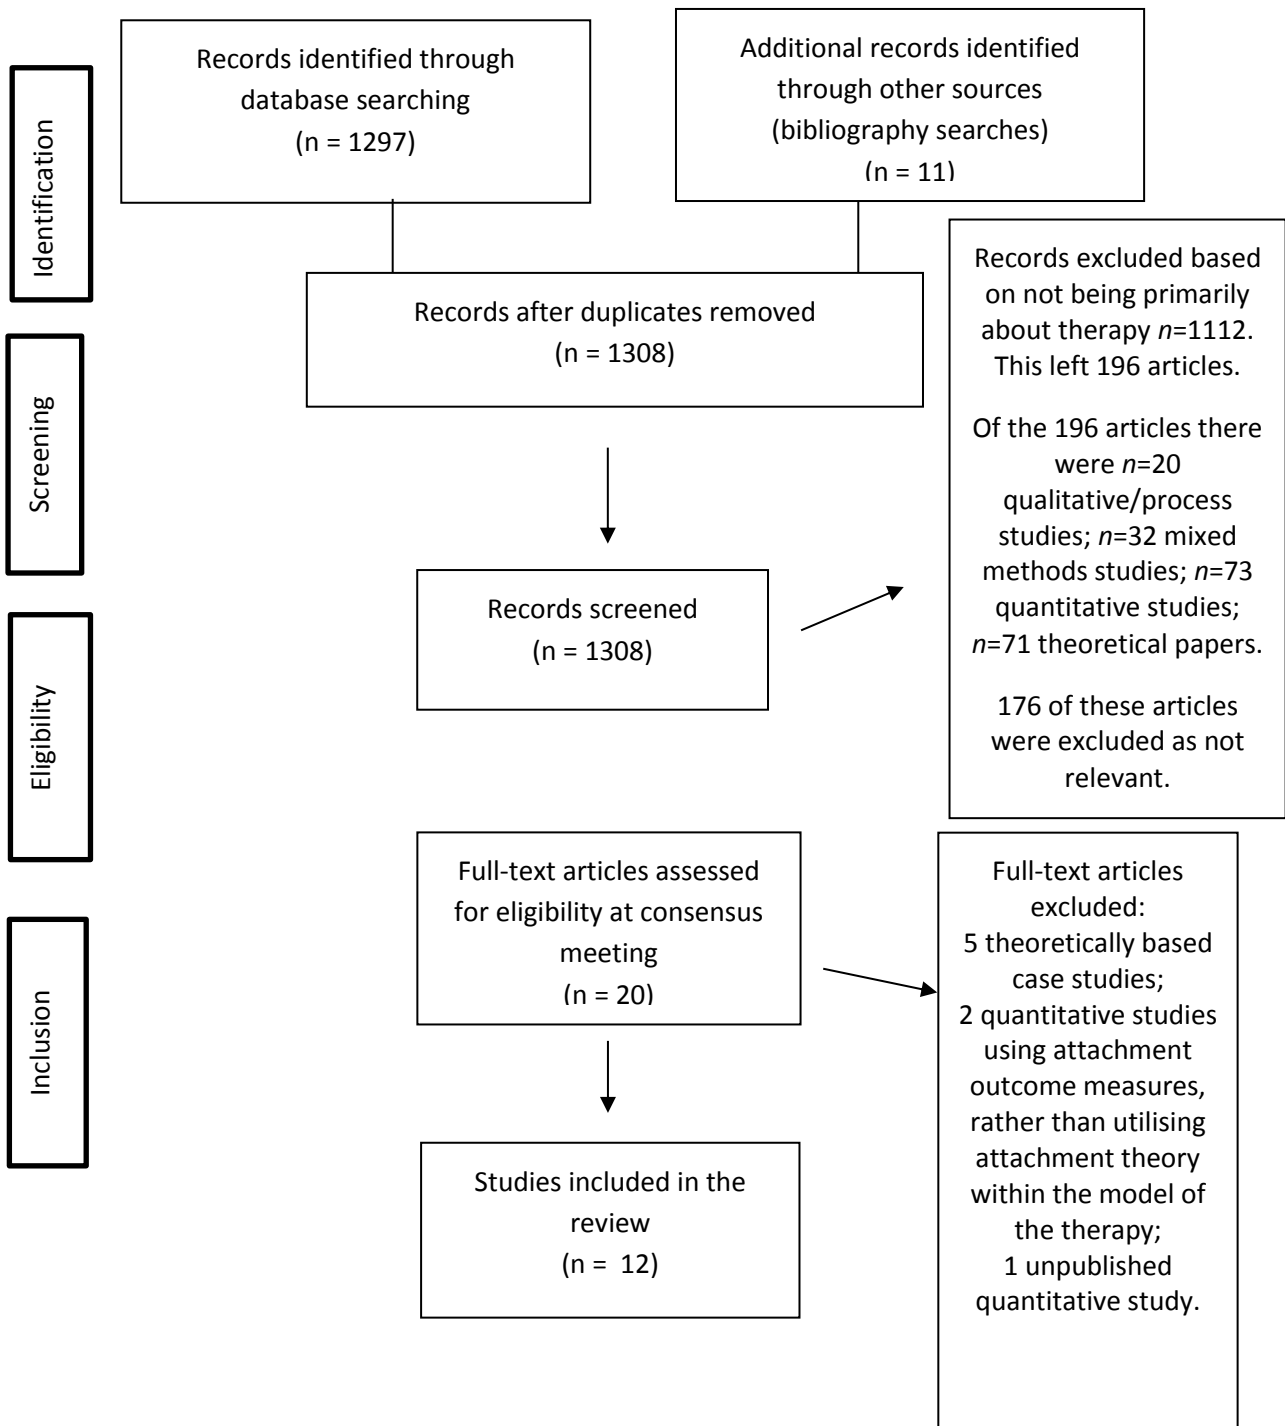 Records identified through
database searching
(n = 1297)
Additional records identified
through other sources
(bibliography searches)
(n = 11)
Identification
Records after duplicates removed
(n = 1308)
Records excluded based
on not being primarily
about therapy n=1112.
This left 196 articles.
Of the 196 articles there
were n=20
qualitative/process
studies; n=32 mixed
methods studies; n=73
quantitative studies;
n=71 theoretical papers.
176 of these articles
were excluded as not
relevant.
Screening
Records screened
(n = 1308)
Eligibility
Full-text articles assessed
for eligibility at consensus
meeting
(n = 20)
Full-text articles
excluded:
5 theoretically based
case studies;
2 quantitative studies
using attachment
outcome measures,
rather than utilising
attachment theory
within the model of
the therapy;
1 unpublished
quantitative study.
Inclusion
Studies included in the
review
(n =  12)